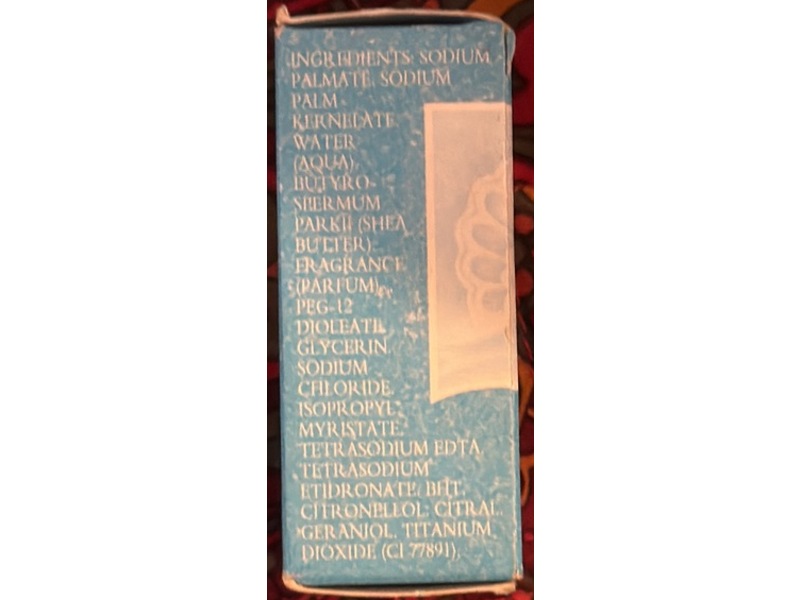 INGREDIENTS: SODIUM
PALMATE, SODIUM
PALM
KERNELATE,
WATER
(AQUA),
BUTYRO-
SPERMUM
PARKII (SHEA
BUTTER)
FRAGRANCE
(PARFUM),
PEG-12
DIOLEATE,
GLYCERIN,
SODIUM
CHLORIDE,
ISOPROPYL
MYRISTATE,
TETRASODIUM EDTA,
TETRASODIUM
ETIDRONATE, BHT,
CITRONELLOL, CITRAL,
GERANIOL, TITANIUM
DIOXIDE (CI 77891).